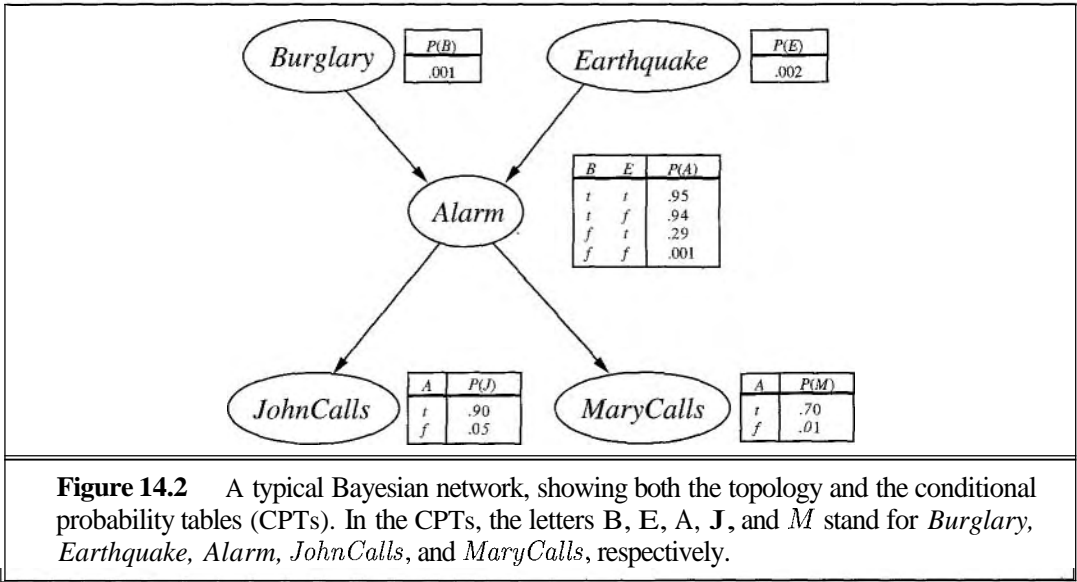 Burglary
P(B)
.001
Earthquake
P(E)
.002
Alarm
B E P(A)
t t .95
t f .94
f t .29
f f .001
JohnCalls
A P(J)
t .90
f .05
MaryCalls
A P(M)
t .70
f .01
Figure 14.2 A typical Bayesian network, showing both the topology and the conditional
probability tables (CPTs). In the CPTs, the letters B, E, A, J, and M stand for Burglary,
Earthquake, Alarm, JohnCalls, and MaryCalls, respectively.